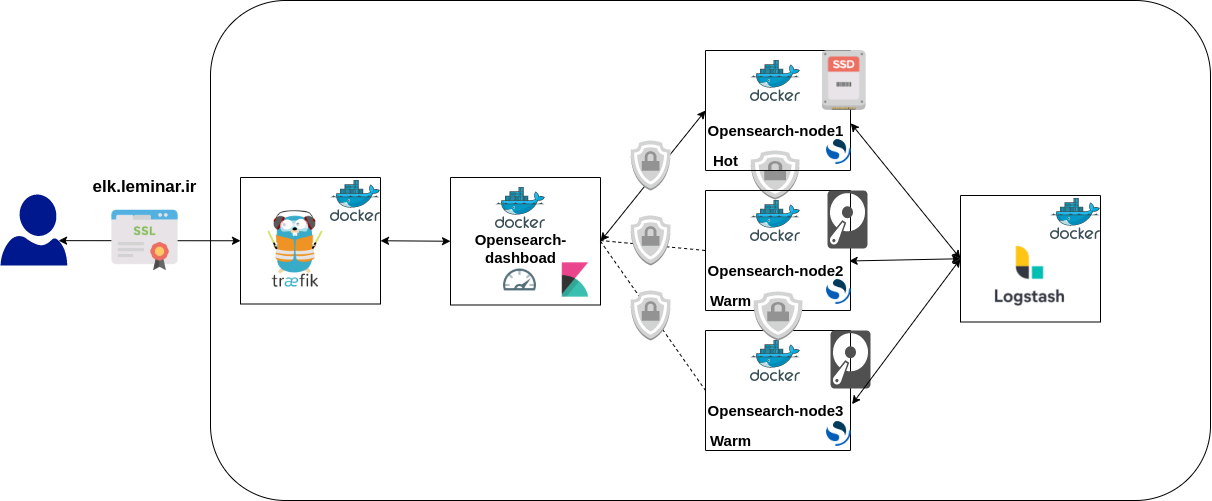 elk.leminar.ir
SSL
docker
træfik
docker
Opensearch-
dashboad
docker
Opensearch-node1
Hot
SSD
docker
Opensearch-node2
Warm
docker
Opensearch-node3
Warm
docker
Logstash